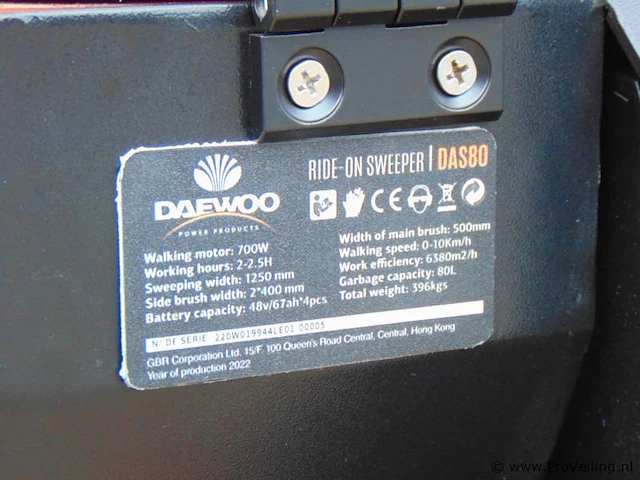 RIDE-ON SWEEPER | DAS80
DAEWOO
POWER PRODUCTS
CE
Walking motor: 700W
Working hours: 2-2.5H
Sweeping width: 1250 mm
Side brush width: 2*400 mm
Battery capacity: 48v/67ah*4pcs
Width of main brush: 500mm
Walking speed: 0-10Km/h
Work efficiency: 6380m2/h
Garbage capacity: 80L
Total weight: 396kgs
N° DE SERIE: 220W019944LE01 00005
GBR Corporation Ltd. 15/F. 100 Queen's Road Central, Central, Hong Kong
Year of production 2022
© www.ProVeiling.nl